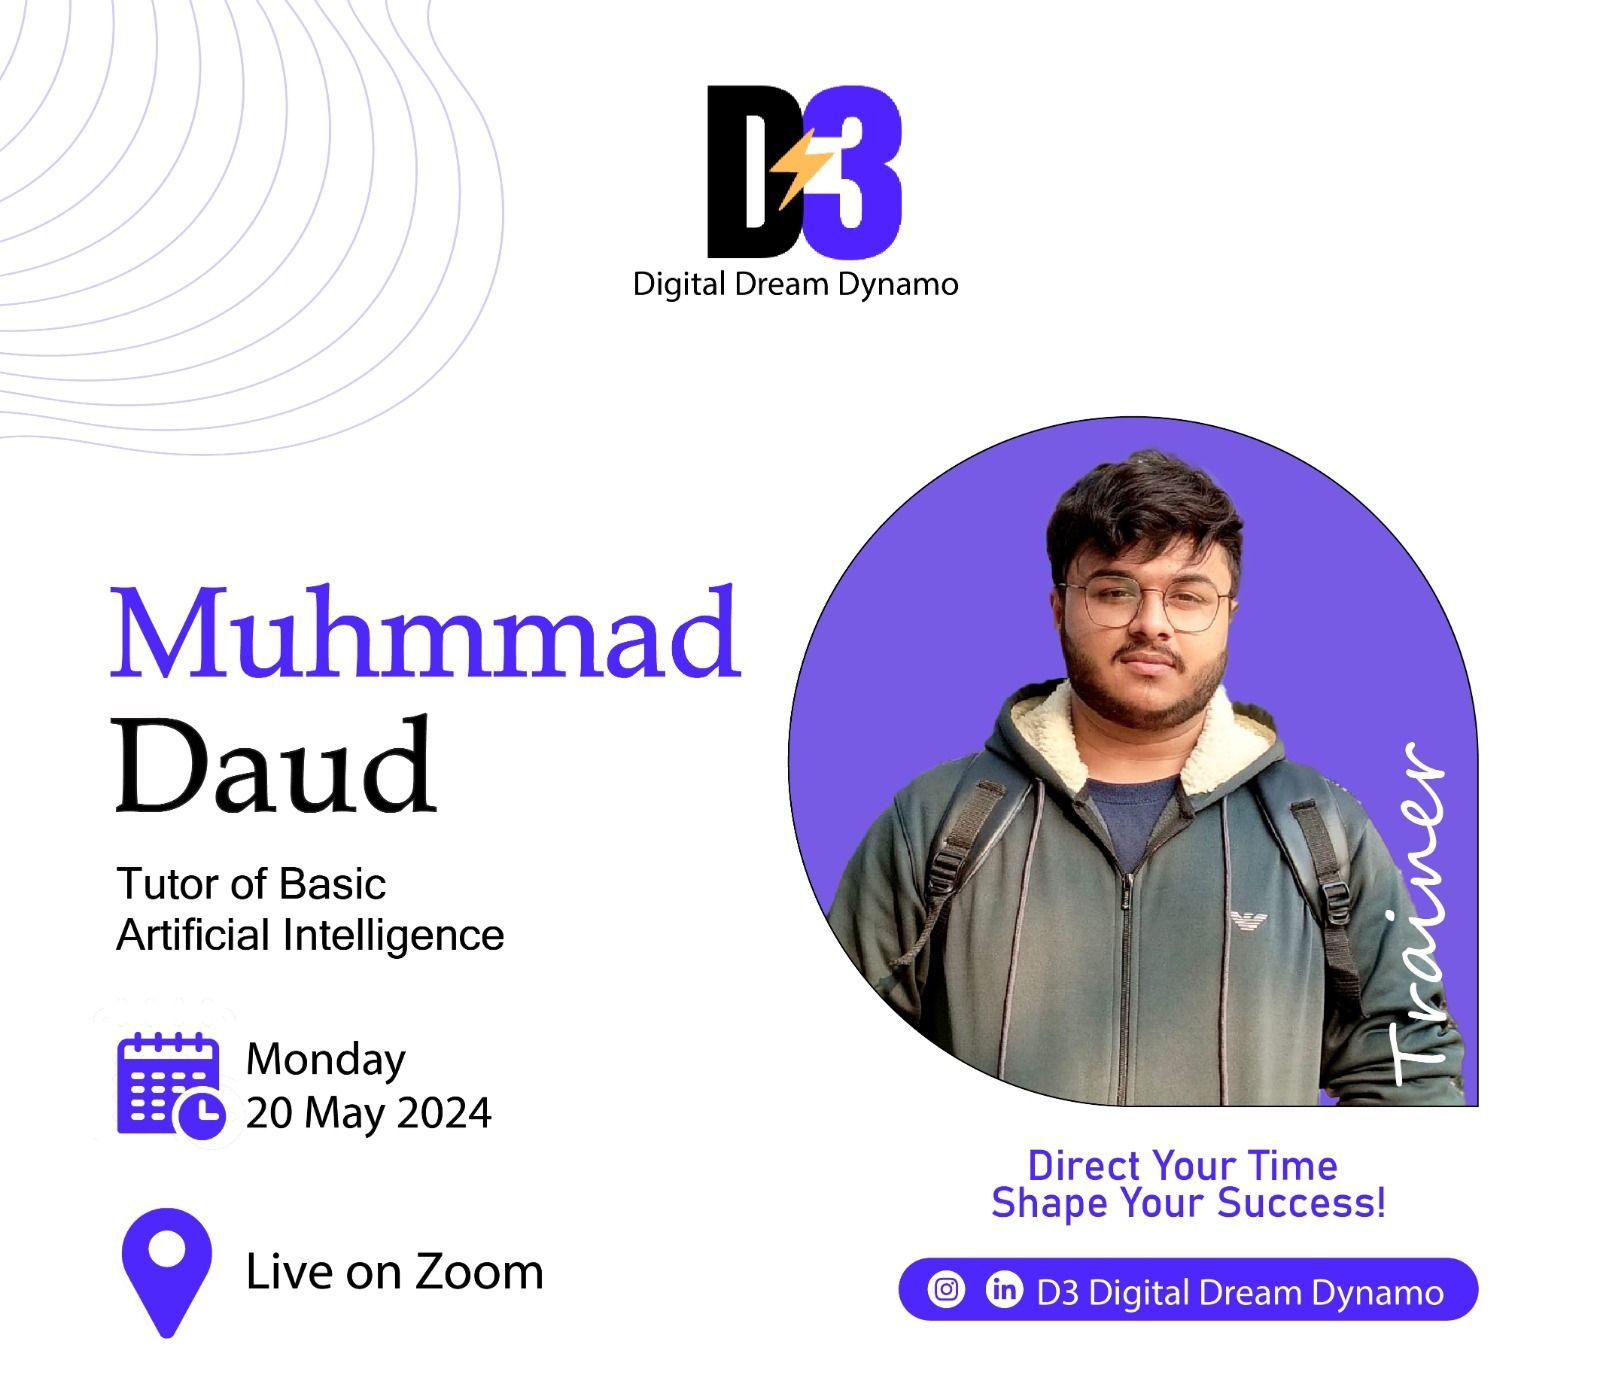 D3
Digital Dream Dynamo
Muhmmad
Daud
Tutor of Basic
Artificial Intelligence
Monday
20 May 2024
Live on Zoom
Trainer
Direct Your Time
Shape Your Success!
in D3 Digital Dream Dynamo